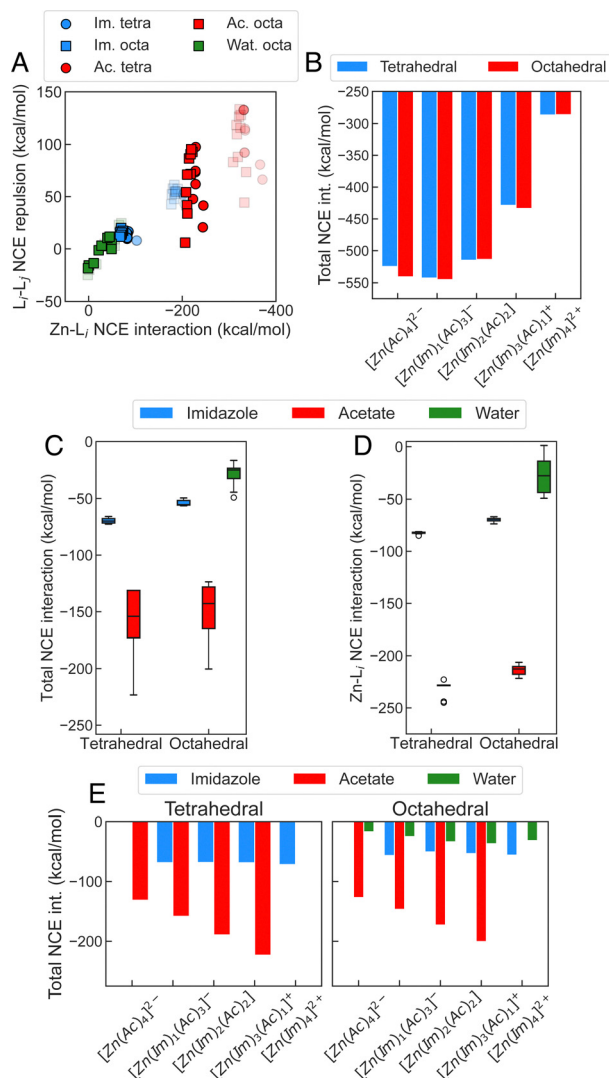 Im. tetra
Im. octa
Ac. tetra
Ac. octa
Wat. octa
A
150
100
50
0
−50
0
−200
−400
L_i-L_j NCE repulsion (kcal/mol)
Zn-L_i NCE interaction (kcal/mol)
B
Tetrahedral
Octahedral
−250
−300
−350
−400
−450
−500
−550
Total NCE int. (kcal/mol)
[Zn(Ac)₄]²⁻
[Zn(Im)₁(Ac)₃]⁻
[Zn(Im)₂(Ac)₂]
[Zn(Im)₃(Ac)₁]⁺
[Zn(Im)₄]²⁺
Imidazole
Acetate
Water
C
0
−50
−100
−150
−200
−250
Total NCE interaction (kcal/mol)
Tetrahedral
Octahedral
D
0
−50
−100
−150
−200
−250
Zn-L_i NCE interaction (kcal/mol)
Tetrahedral
Octahedral
E
Imidazole
Acetate
Water
Tetrahedral
Octahedral
0
−100
−200
Total NCE int. (kcal/mol)
[Zn(Ac)₄]²⁻
[Zn(Im)₁(Ac)₃]⁻
[Zn(Im)₂(Ac)₂]
[Zn(Im)₃(Ac)₁]⁺
[Zn(Im)₄]²⁺
[Zn(Ac)₄]²⁻
[Zn(Im)₁(Ac)₃]⁻
[Zn(Im)₂(Ac)₂]
[Zn(Im)₃(Ac)₁]⁺
[Zn(Im)₄]²⁺